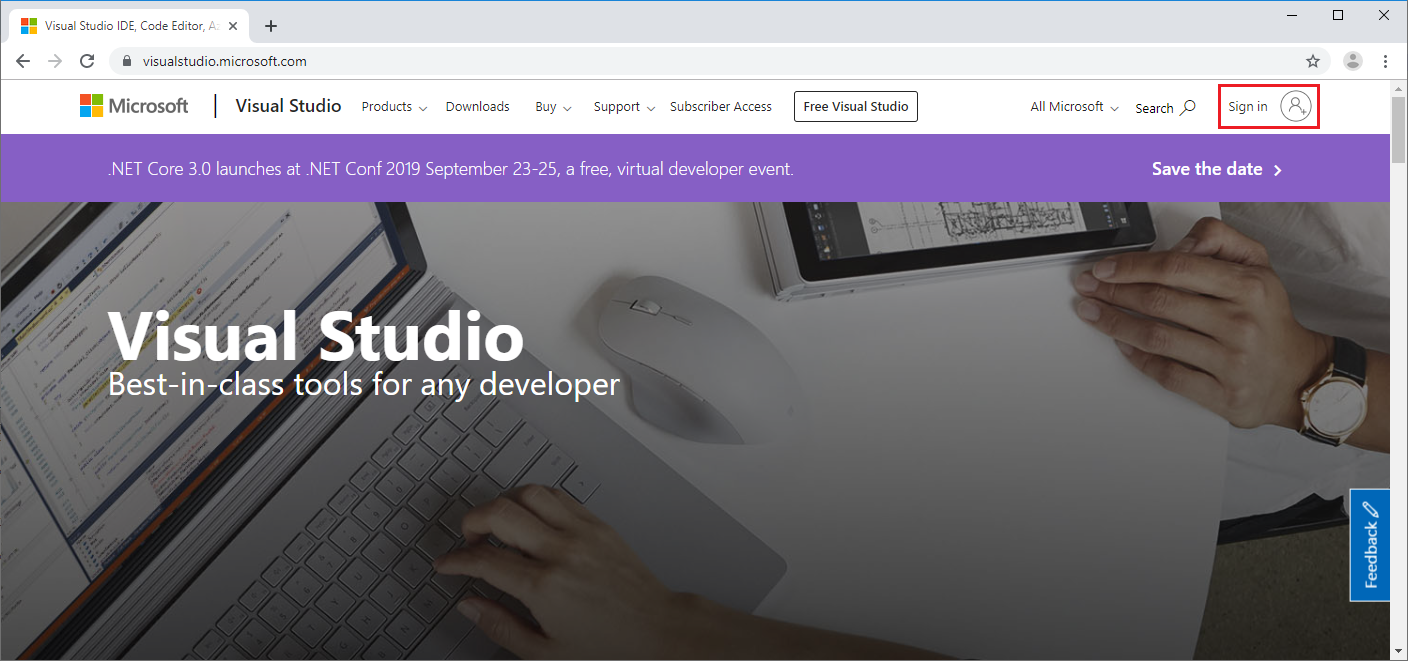 Visual Studio IDE, Code Editor, A
visualstudio.microsoft.com
Microsoft
Visual Studio
Products
Downloads
Buy
Support
Subscriber Access
Free Visual Studio
All Microsoft
Search
Sign in
.NET Core 3.0 launches at .NET Conf 2019 September 23-25, a free, virtual developer event.
Save the date
Visual Studio
Best-in-class tools for any developer
Feedback